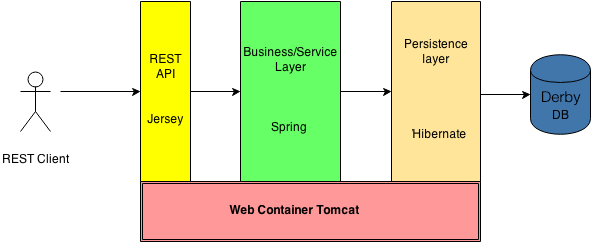 REST Client
REST
API
Jersey
Business/Service
Layer
Spring
Persistence
layer
Hibernate
Derby
DB
Web Container Tomcat